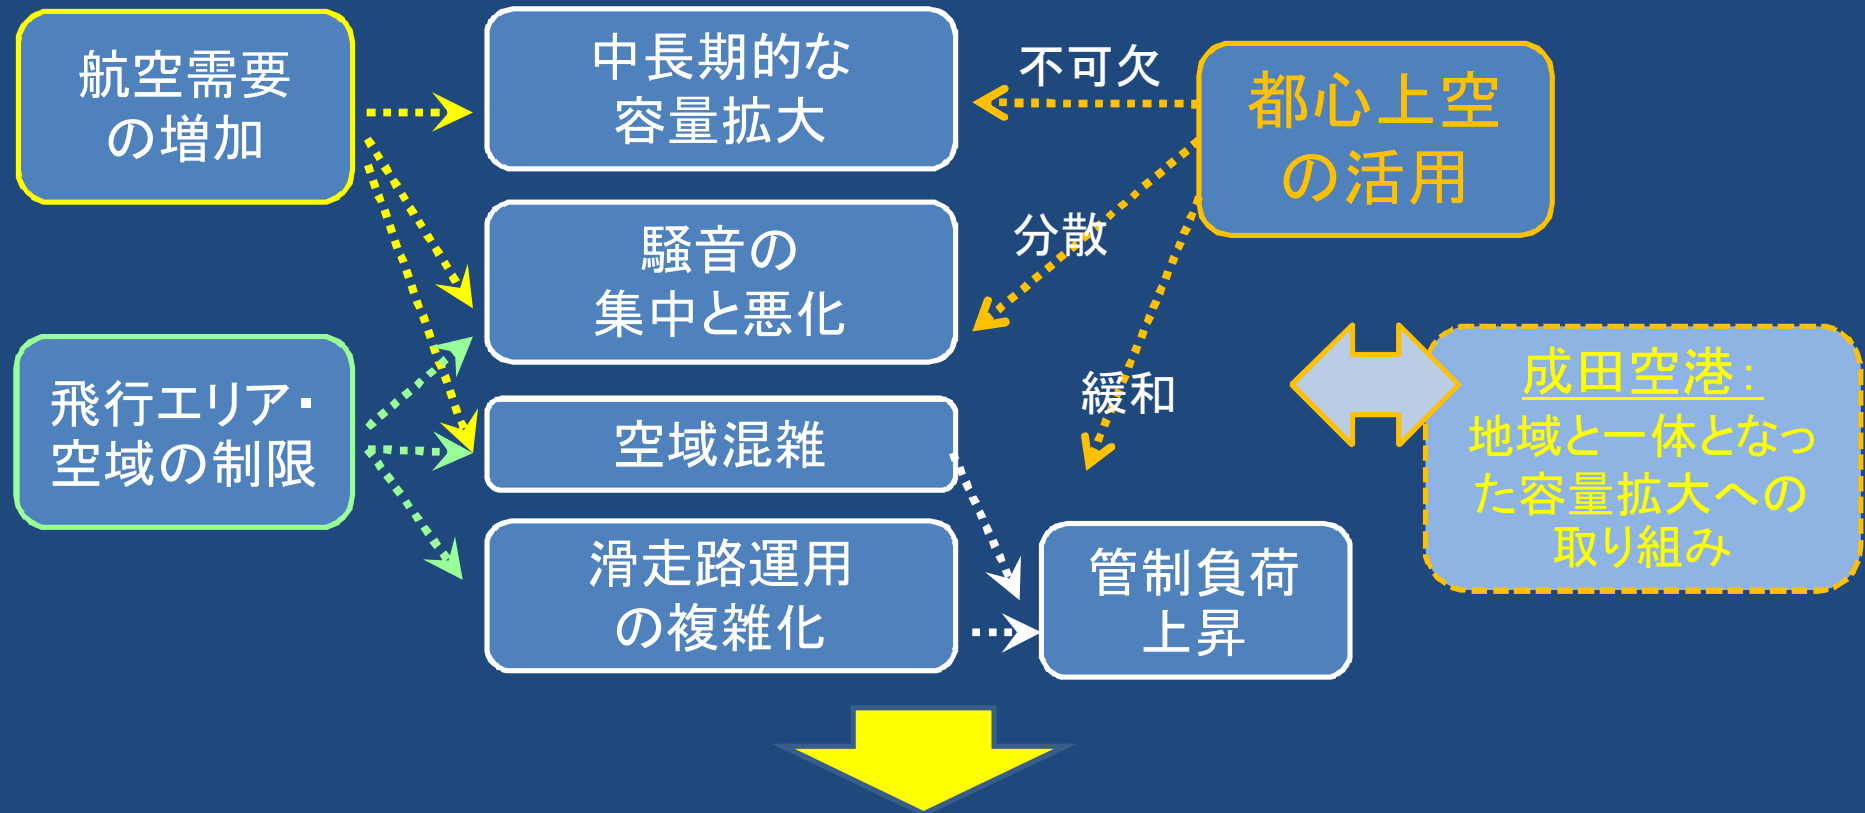 航空需要
の増加
中長期的な
容量拡大
不可欠
都心上空
の活用
騒音の
集中と悪化
分散
飛行エリア・
空域の制限
空域混雑
緩和
成田空港：
地域と一体となっ
た容量拡大への
取り組み
滑走路運用
の複雑化
管制負荷
上昇